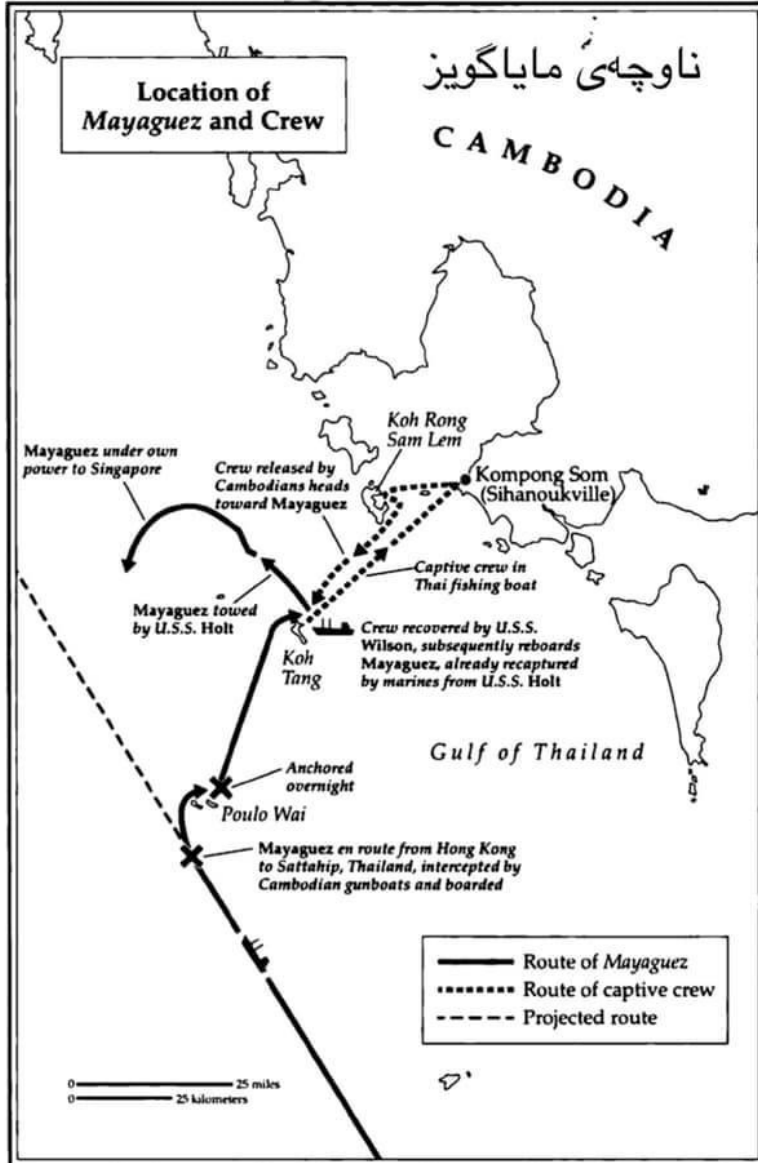 Location of
Mayaguez and Crew
ناوچەی مایاگویز
CAMBODIA
Koh Rong
Sam Lem
Mayaguez under own
power to Singapore
Crew released by
Cambodians heads
toward Mayaguez
Kompong Som
(Sihanoukville)
Captive crew in
Thai fishing boat
Mayaguez towed
by U.S.S. Holt
Koh
Tang
Crew recovered by U.S.S.
Wilson, subsequently reboards
Mayaguez, already recaptured
by marines from U.S.S. Holt
Gulf of Thailand
Anchored
overnight
Poulo Wai
Mayaguez en route from Hong Kong
to Sattahip, Thailand, intercepted by
Cambodian gunboats and boarded
Route of Mayaguez
Route of captive crew
Projected route
0 25 miles
0 25 kilometers